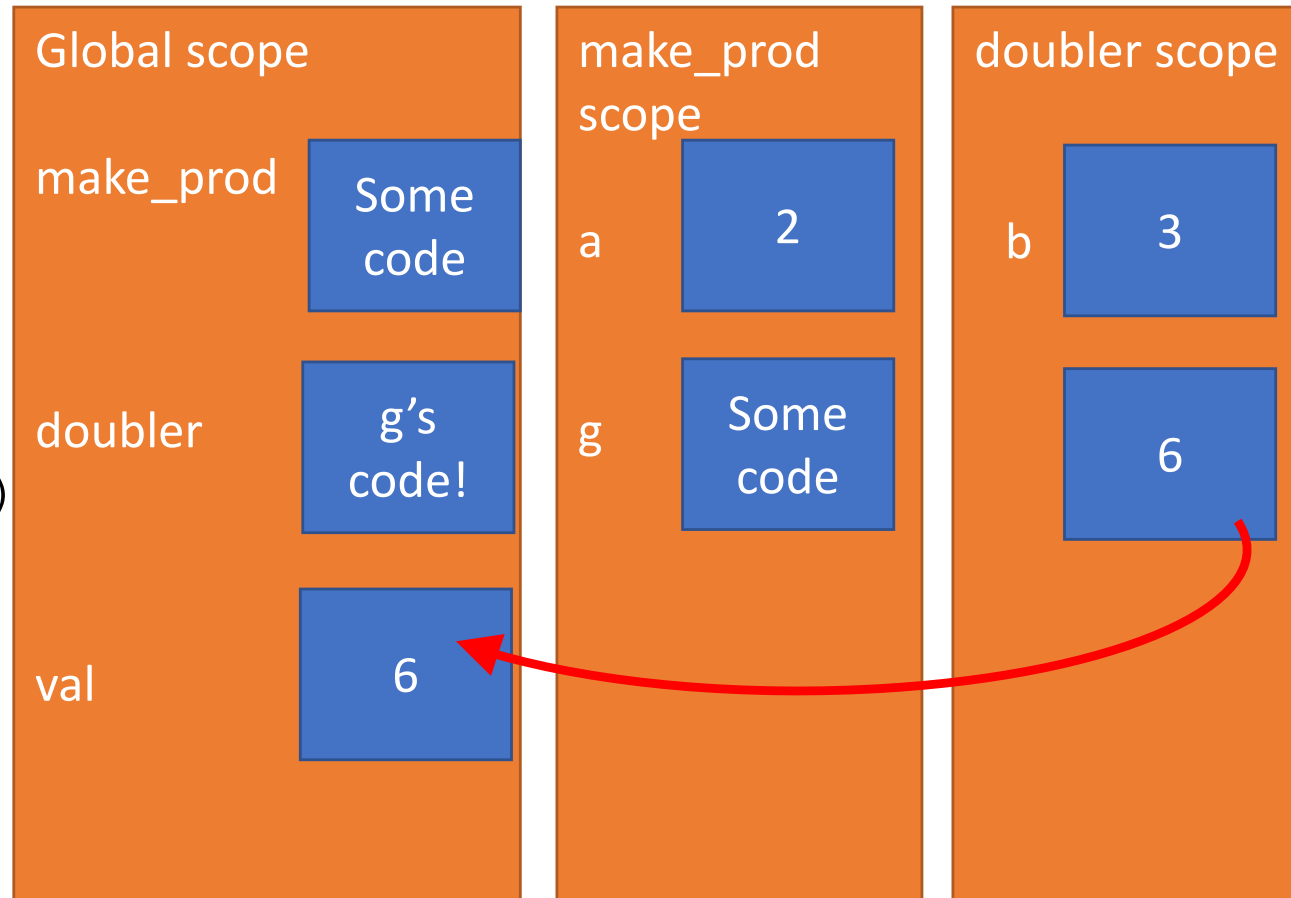 Global scope
make_prod
Some
code
doubler
g’s
code!
)
val
6
make_prod
scope
a
2
g
Some
code
doubler scope
b
3
6